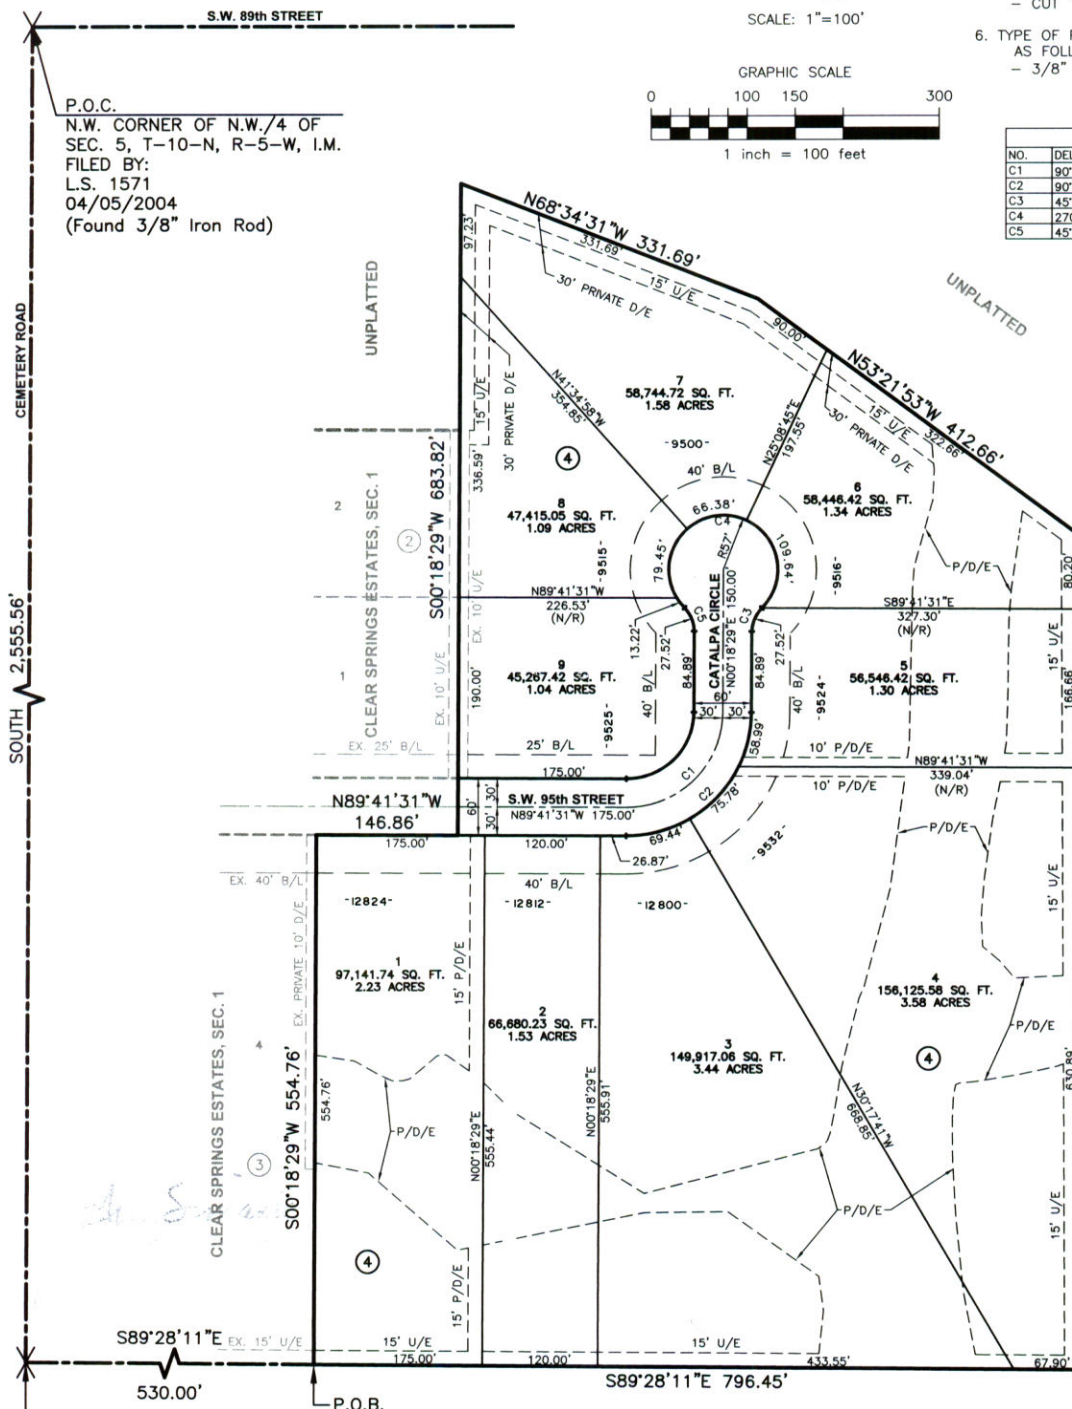 S.W. 89th STREET
SCALE: 1"=100'
- CUT
6. TYPE OF
AS FOLL
- 3/8"
GRAPHIC SCALE
0 100 150 300
1 inch = 100 feet
P.O.C.
N.W. CORNER OF N.W./4 OF
SEC. 5, T-10-N, R-5-W, I.M.
FILED BY:
L.S. 1571
04/05/2004
(Found 3/8" Iron Rod)
NO. DEL
C1 90°
C2 90°
C3 45°
C4 270
C5 45°
CEMETERY ROAD
SOUTH 2,555.56'
UNPLATTED
UNPLATTED
N68°34'31"W 331.69'
331.69'
97.23'
15' U/E
30' PRIVATE D/E
90.00'
N53°21'53"W 412.66'
15' U/E
322.66'
30' PRIVATE D/E
N41°34'58"W
354.85'
7
58,744.72 SQ. FT.
1.58 ACRES
-9500-
40' B/L
N25°08'45"E
197.55'
15' U/E
30' PRIVATE D/E
336.59'
S00°18'29"W 683.82'
CLEAR SPRINGS ESTATES, SEC. 1
2
2
1
4
8
47,415.05 SQ. FT.
1.09 ACRES
-9515-
6
58,446.42 SQ. FT.
1.34 ACRES
-9516-
P/D/E
66.38'
C4
R57'
79.45'
109.64'
EX. 10' U/E
EX. 10' U/E
N89°41'31"W
226.53'
(N/R)
S89°41'31"E
327.30'
(N/R)
80.20'
13.22'
27.52'
C5
C3
27.52'
CATALPA CIRCLE
N00°18'29"E 150.00'
84.89'
84.89'
60'
30' 30'
9
45,267.42 SQ. FT.
1.04 ACRES
-9525-
190.00'
40' B/L
40' B/L
-9524-
5
56,546.42 SQ. FT.
1.30 ACRES
15' U/E
166.66'
EX. 25' B/L
25' B/L
58.99'
10' P/D/E
N89°41'31"W
339.04'
(N/R)
10' P/D/E
175.00'
N89°41'31"W
146.86'
60'
30' 30'
S.W. 95th STREET
N89°41'31"W 175.00'
C1
C2
75.78'
69.44'
26.87'
-9532-
P/D/E
175.00'
120.00'
EX. 40' B/L
40' B/L
-12824-
-12812-
-12800-
15' U/E
EX. PRIVATE 10' D/E
1
97,141.74 SQ. FT.
2.23 ACRES
15' P/D/E
2
66,680.23 SQ. FT.
1.53 ACRES
3
149,917.06 SQ. FT.
3.44 ACRES
4
156,125.58 SQ. FT.
3.58 ACRES
4
P/D/E
CLEAR SPRINGS ESTATES, SEC. 1
4
3
S00°18'29"W 554.76'
554.76'
P/D/E
N00°18'29"E
555.44'
N00°18'29"E
555.91'
N30°17'41"W
668.85'
630.89'
P/D/E
15' U/E
4
15' P/D/E
S89°28'11"E
EX. 15' U/E
15' U/E
15' U/E
175.00'
120.00'
433.55'
67.90'
530.00'
S89°28'11"E 796.45'
P.O.B.